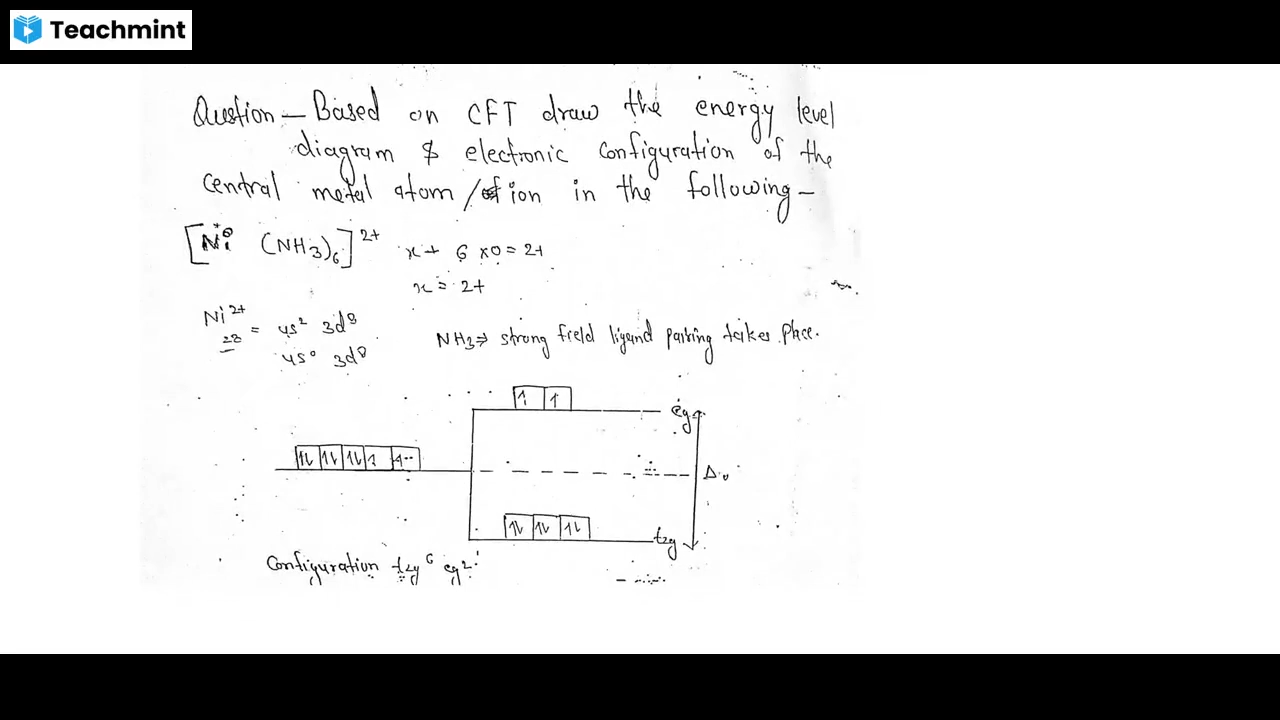 Teachmint
Question - Based on CFT draw the energy level
diagram & electronic configuration of the
central metal atom / ion in the following -
[Ni (NH3)6]2+ x + 6 x 0 = 2+
x = 2+
Ni2+
28 = 4s2 3d8
4s0 3d8
NH3 ⇒ strong field ligand pairing takes place.
↑ ↑ eg
↑↓ ↑↓ ↑↓ ↑ ↑ Δo
↑↓ ↑↓ ↑↓ t2g
Configuration t2g6 eg2